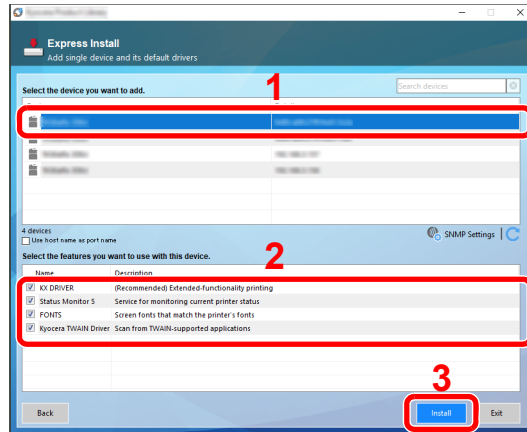 Express Install
Add single device and its default drivers
1
Select the device you want to add.
Search devices
4 devices
SNMP Settings
Use host name as port name
Select the features you want to use with this device.
2
Name Description
KX DRIVER (Recommended) Extended-functionality printing
Status Monitor 5 Service for monitoring current printer status
FONTS Screen fonts that match the printer's fonts
Kyocera TWAIN Driver Scan from TWAIN-supported applications
3
Back Install Exit